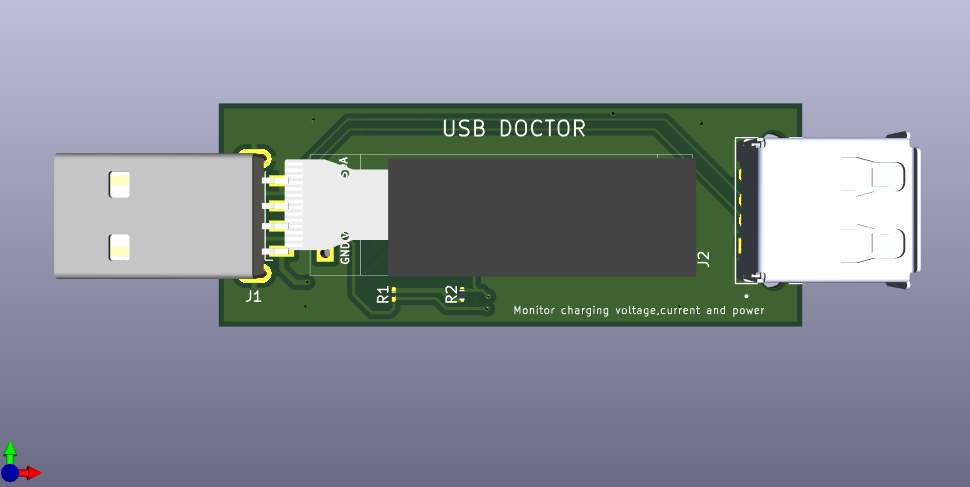 USB DOCTOR
J1
R1
R2
J2
Monitor charging voltage,current and power